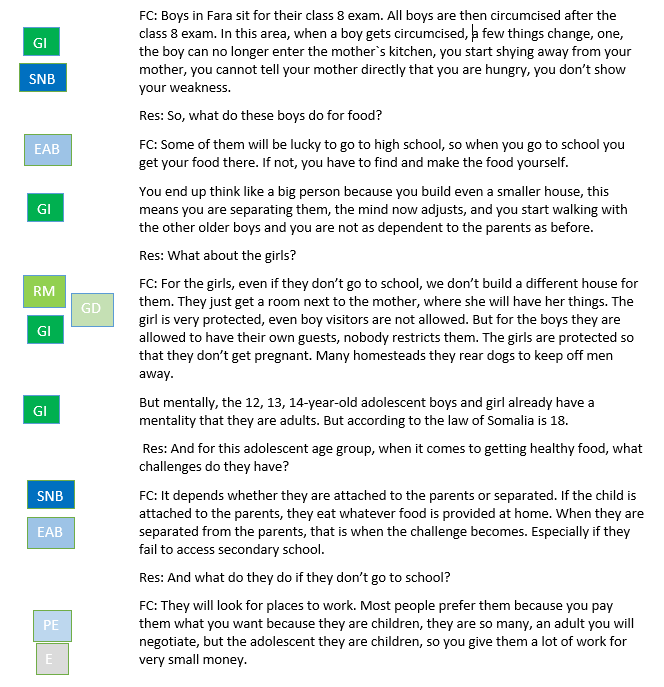 FC: Boys in Fara sit for their class 8 exam. All boys are then circumcised after the
GI
class 8 exam. In this area, when a boy gets circumcised, a few things change, one,
the boy can no longer enter the mother`s kitchen, you start shying away from your
SNB
mother, you cannot tell your mother directly that you are hungry, you don't show
your weakness.
Res: So, what do these boys do for food?
EAB
FC: Some of them will be lucky to go to high school, so when you go to school you
get your food there. If not, you have to find and make the food yourself.
GI
You end up think like a big person because you build even a smaller house, this
means you are separating them, the mind now adjusts, and you start walking with
the other older boys and you are not as dependent to the parents as before.
Res: What about the girls?
RM
FC: For the girls, even if they don't go to school, we don't build a different house for
GD
them. They just get a room next to the mother, where she will have her things. The
GI
girl is very protected, even boy visitors are not allowed. But for the boys they are
allowed to have their own guests, nobody restricts them. The girls are protected so
that they don't get pregnant. Many homesteads they rear dogs to keep off men
away.
GI
But mentally, the 12, 13, 14-year-old adolescent boys and girl already have a
mentality that they are adults. But according to the law of Somalia is 18.
Res: And for this adolescent age group, when it comes to getting healthy food, what
challenges do they have?
SNB
FC: It depends whether they are attached to the parents or separated. If the child is
attached to the parents, they eat whatever food is provided at home. When they are
EAB
separated from the parents, that is when the challenge becomes. Especially if they
fail to access secondary school.
Res: And what do they do if they don't go to school?
FC: They will look for places to work. Most people prefer them because you pay
PE
them what you want because they are children, they are so many, an adult you will
negotiate, but the adolescent they are children, so you give them a lot of work for
E
very small money.